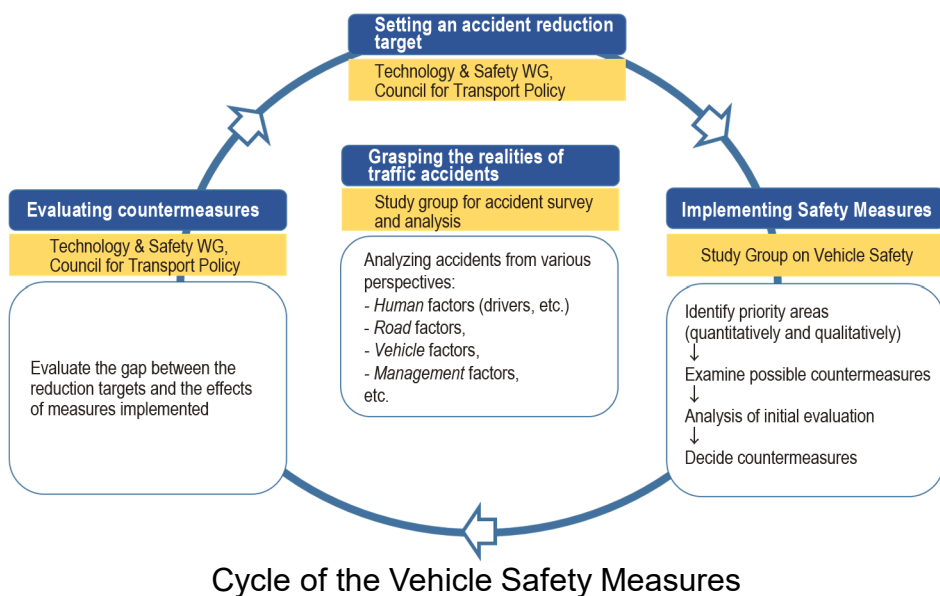 Setting an accident reduction
target
Technology & Safety WG,
Council for Transport Policy
Grasping the realities of
traffic accidents
Study group for accident survey
and analysis
Analyzing accidents from various
perspectives:
- Human factors (drivers, etc.)
- Road factors,
- Vehicle factors,
- Management factors,
etc.
Evaluating countermeasures
Technology & Safety WG,
Council for Transport Policy
Evaluate the gap between the
reduction targets and the effects
of measures implemented
Implementing Safety Measures
Study Group on Vehicle Safety
Identify priority areas
(quantitatively and qualitatively)
↓
Examine possible countermeasures
↓
Analysis of initial evaluation
↓
Decide countermeasures
Cycle of the Vehicle Safety Measures